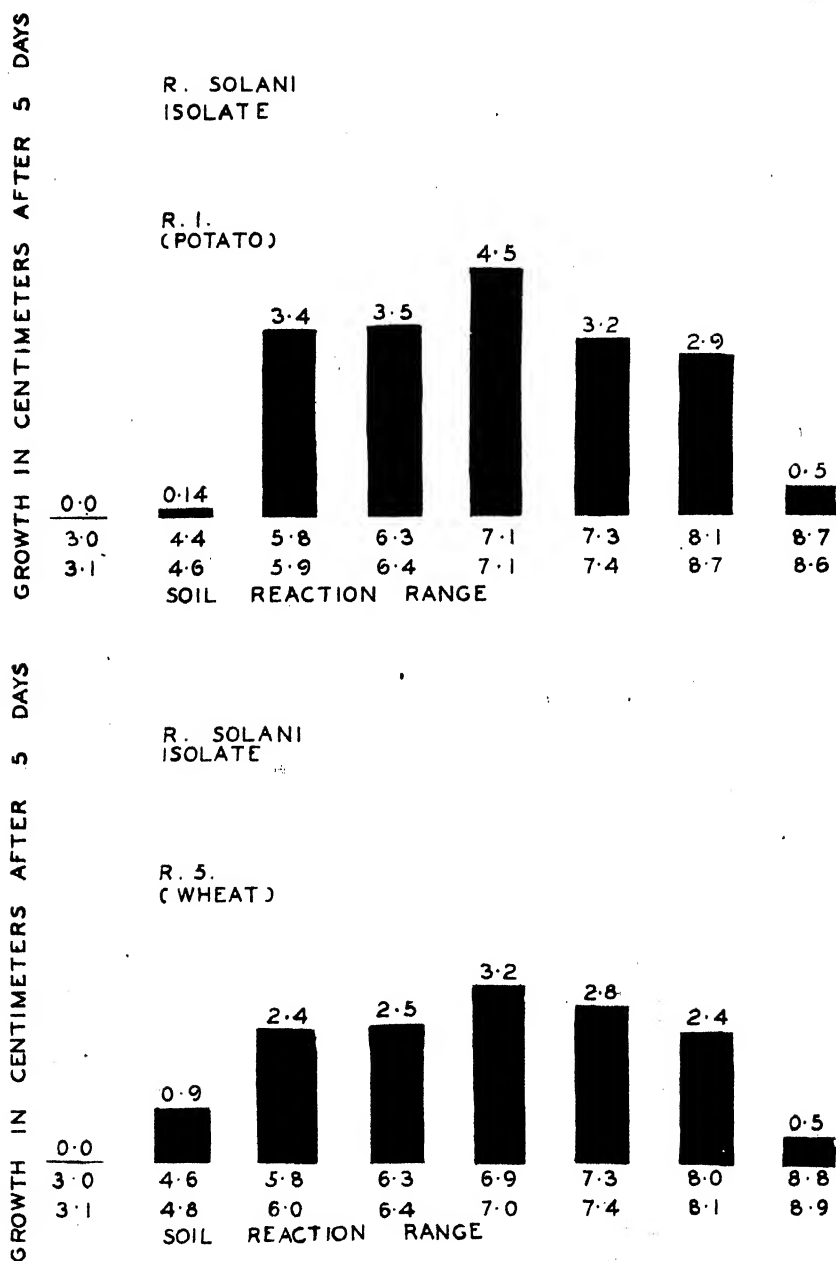 GROWTH IN CENTIMETERS AFTER 5 DAYS
R. SOLANI
ISOLATE
R. 1.
(POTATO)
0·0 0·14 3·4 3·5 4·5 3·2 2·9 0·5
3·0 4·4 5·8 6·3 7·1 7·3 8·1 8·7
3·1 4·6 5·9 6·4 7·1 7·4 8·7 8·6
SOIL REACTION RANGE
GROWTH IN CENTIMETERS AFTER 5 DAYS
R. SOLANI
ISOLATE
R. 5.
(WHEAT)
0·0 0·9 2·4 2·5 3·2 2·8 2·4 0·5
3·0 4·6 5·8 6·3 6·9 7·3 8·0 8·8
3·1 4·8 6·0 6·4 7·0 7·4 8·1 8·9
SOIL REACTION RANGE